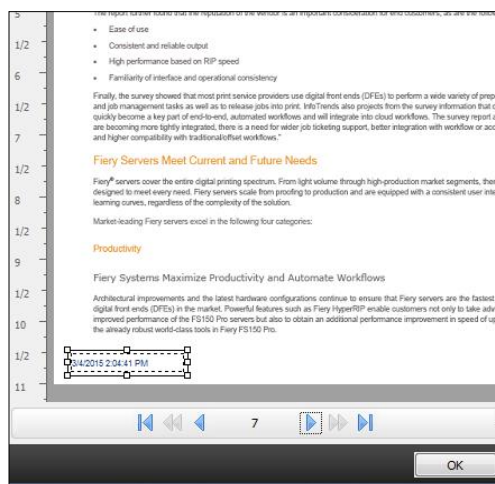 5
The report further found that the reputation of the vendor is an important consideration for end customers, as are the
1/2
• Ease of use
• Consistent and reliable output
• High performance based on RIP speed
6
• Familiarity of interface and operational consistency
Finally, the survey showed that most print service providers use digital front ends (DFEs) to perform a wide variety of
1/2
and job management tasks as well as to release jobs into print. InfoTrends also projects from the survey information that
quickly become a key part of end-to-end, automated workflows and will integrate into cloud workflows. The survey report
7
are becoming more tightly integrated, there is a need for wider job ticketing support, better integration with workflow or
and higher compatibility with traditional/offset workflows."
1/2
Fiery Servers Meet Current and Future Needs
Fiery® servers cover the entire digital printing spectrum. From light volume through high-production market segments,
8
designed to meet every need. Fiery servers scale from proofing to production and are equipped with a consistent user
learning curves, regardless of the complexity of the solution.
1/2
Market-leading Fiery servers excel in the following four categories:
Productivity
9
Fiery Systems Maximize Productivity and Automate Workflows
1/2
Architectural improvements and the latest hardware configurations continue to ensure that Fiery servers are the fastest
digital front ends (DFEs) in the market. Powerful features such as Fiery HyperRIP enable customers not only to take
10
improved performance of the FS150 Pro servers but also to obtain an additional performance improvement in speed of
the already robust world-class tools in Fiery FS150 Pro.
1/2
3/4/2015 2:04:41 PM
11
7
OK